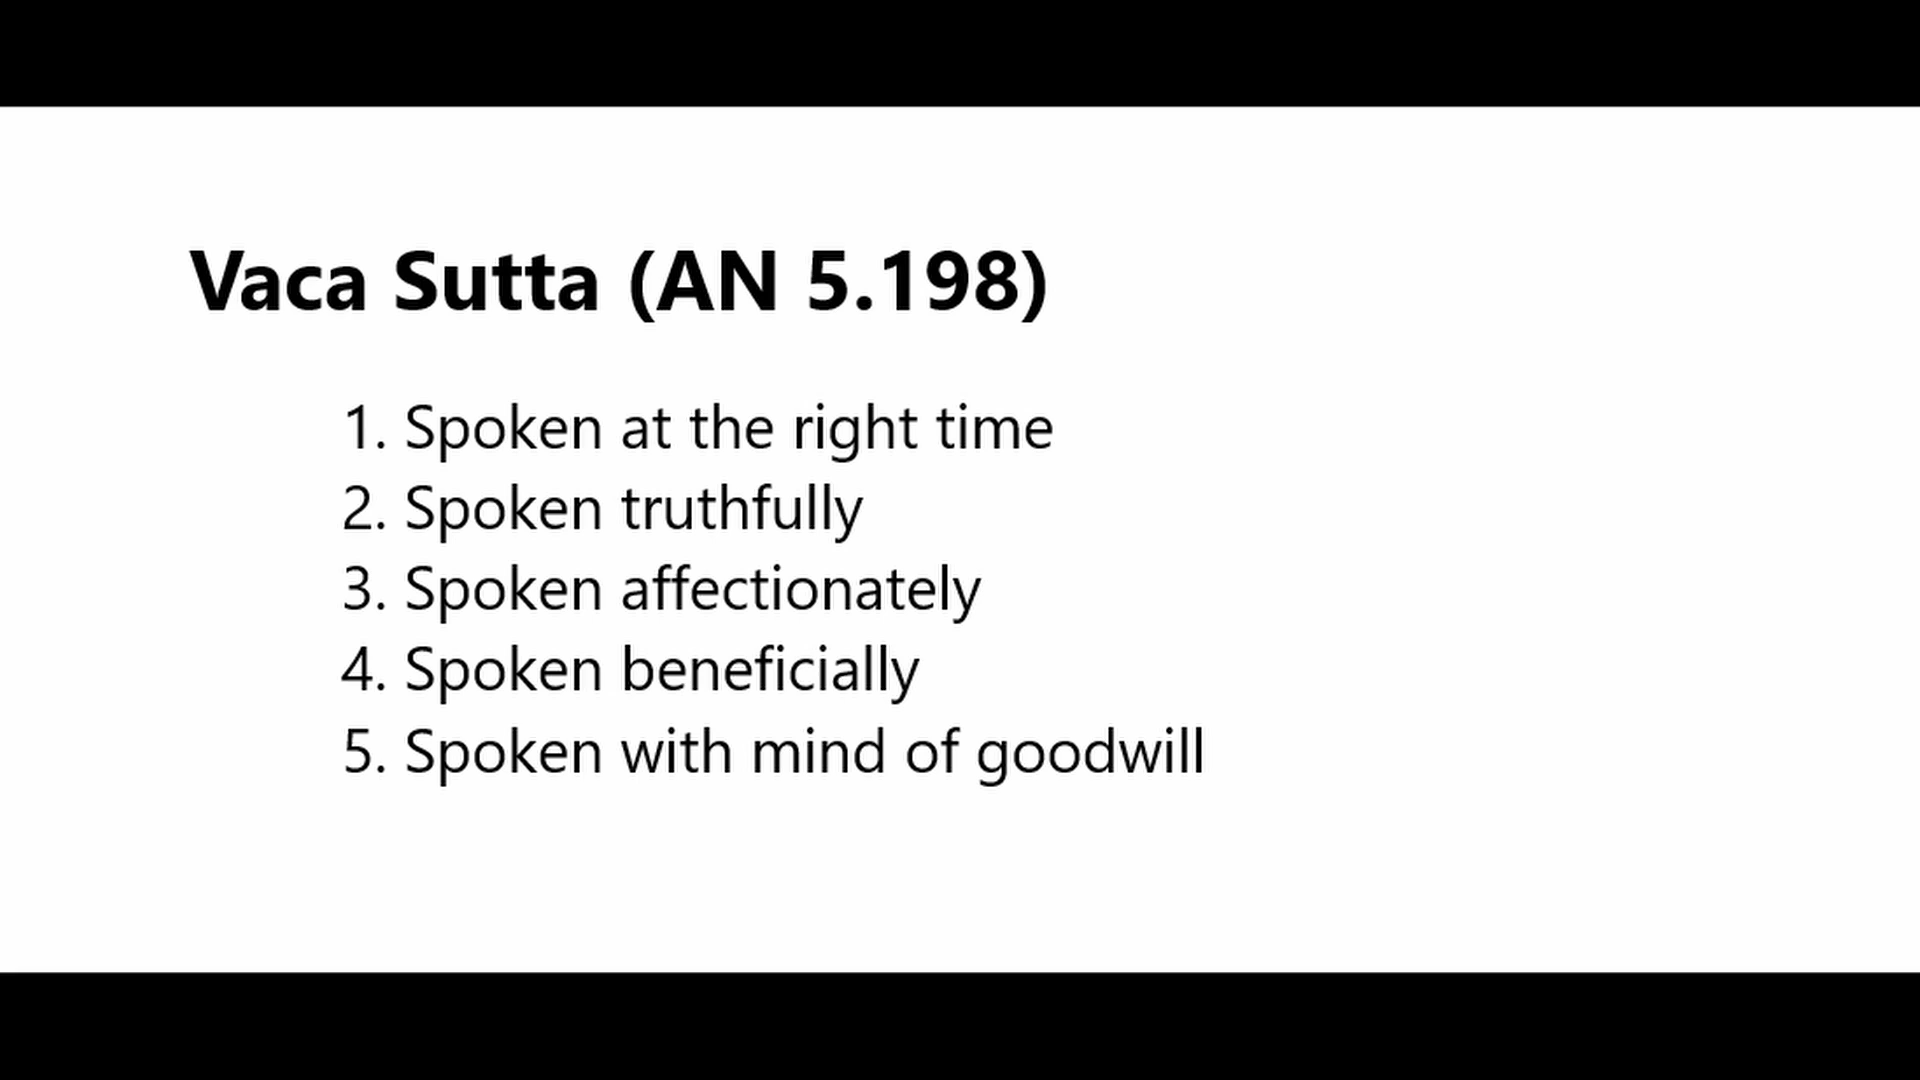 Vaca Sutta (AN 5.198)
1. Spoken at the right time
2. Spoken truthfully
3. Spoken affectionately
4. Spoken beneficially
5. Spoken with mind of goodwill